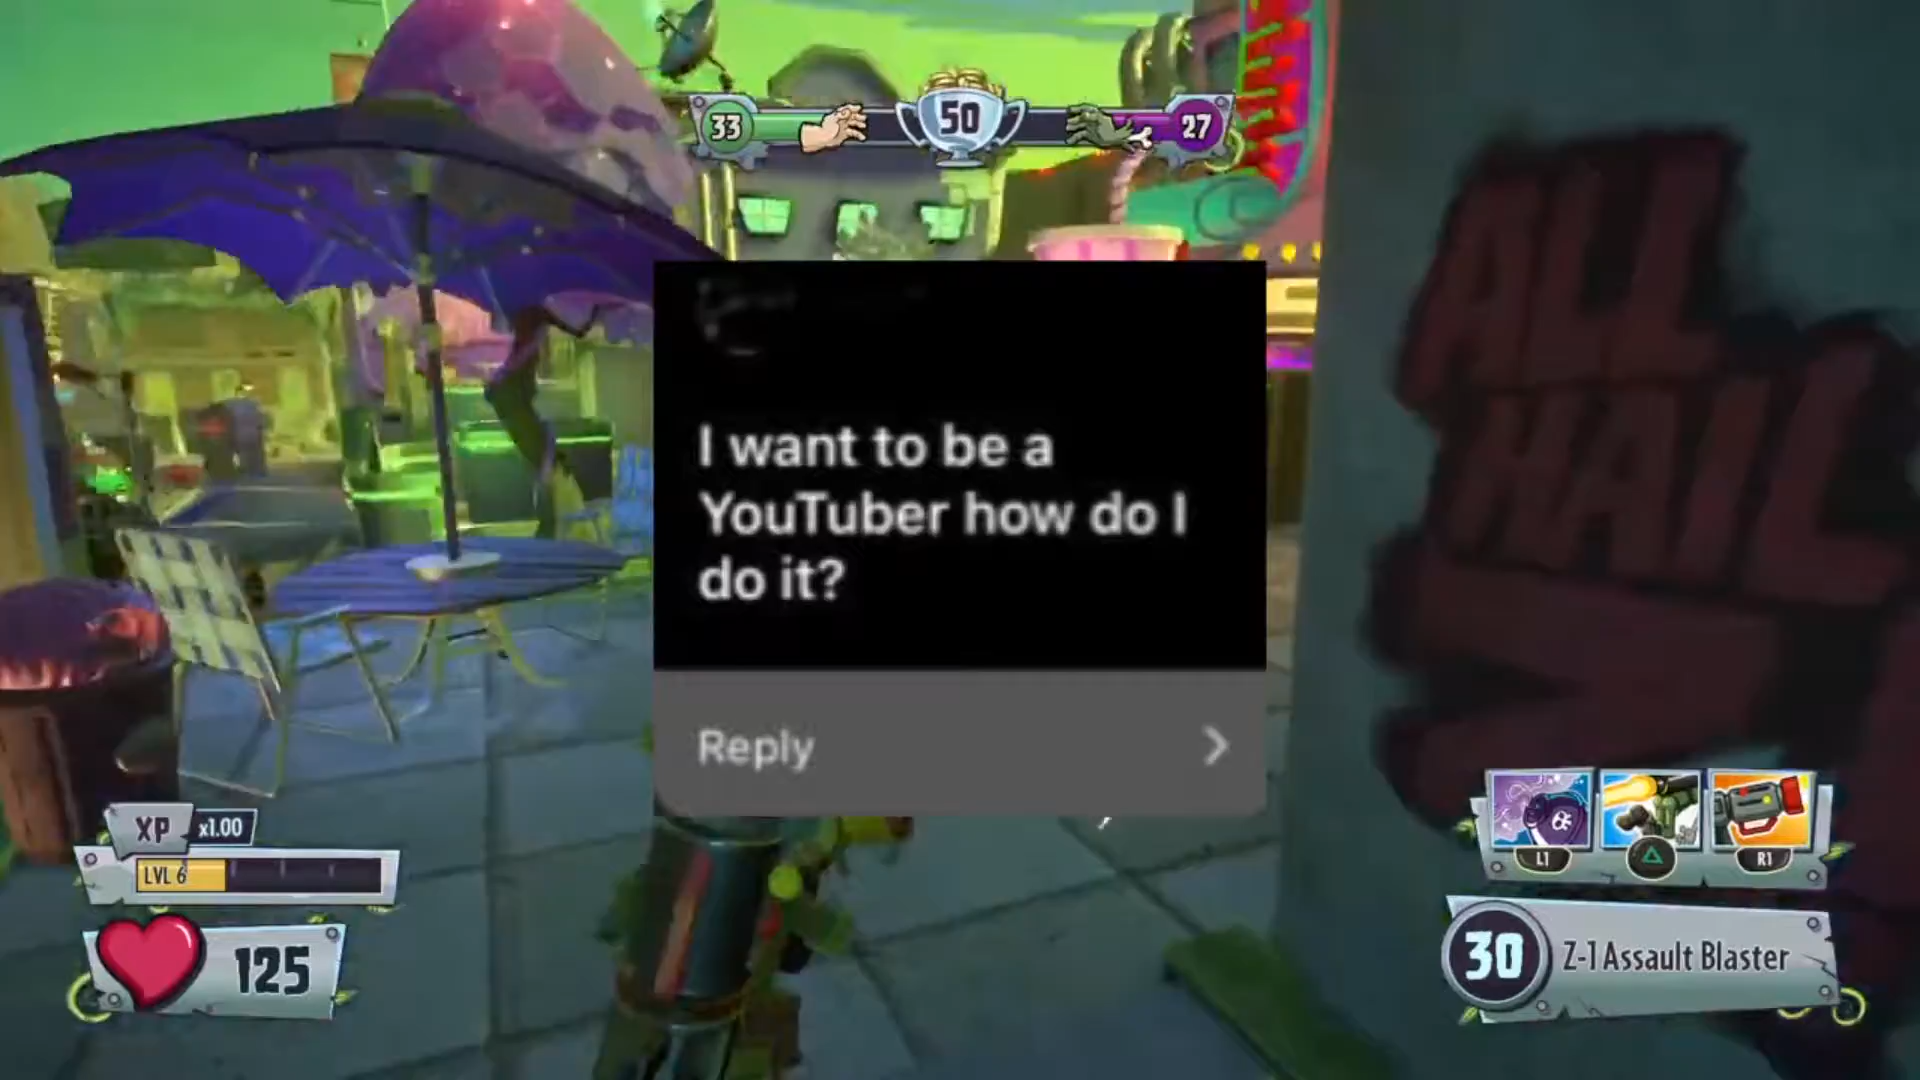 33
50
27
ALL
HAIL
I want to be a
YouTuber how do I
do it?
Reply
XP x1.00
LVL 6
125
L1
R1
30 Z-1 Assault Blaster